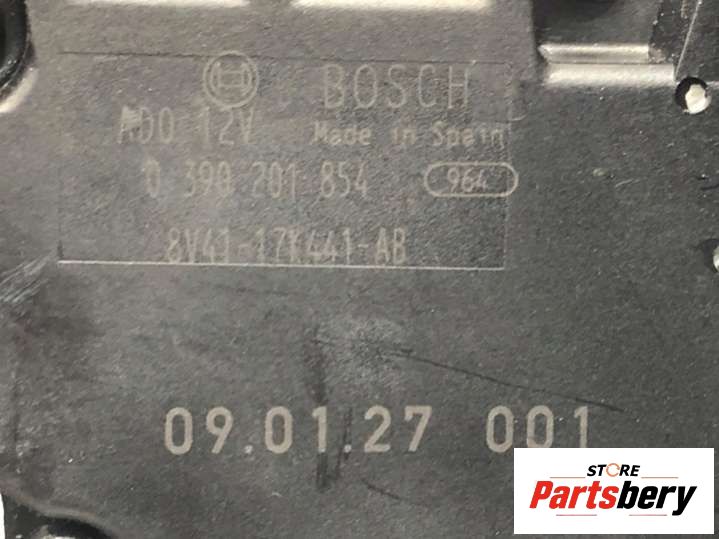 BOSCH
ADO 12V Made in Spain
0 390 201 854 964
8V41-17K441-AB
09.01.27 001
STORE
Partsbery